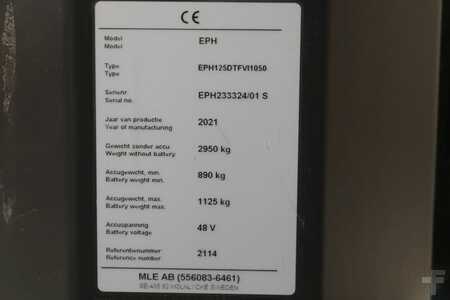 CE
Model EPH
Model
Type EPH125DTFVI1050
Type
Serienr. EPH233324/01 S
Serial no.
Jaar van productie 2021
Year of manufacturing
Gewicht zonder accu 2950 kg
Weight without battery
Accugewicht, min. 890 kg
Battery weight min.
Accugewicht, max. 1125 kg
Battery weight max.
Accuspanning 48 V
Battery voltage
Referentienummer 2114
Reference number
MLE AB (556083-6461)
SWEDEN